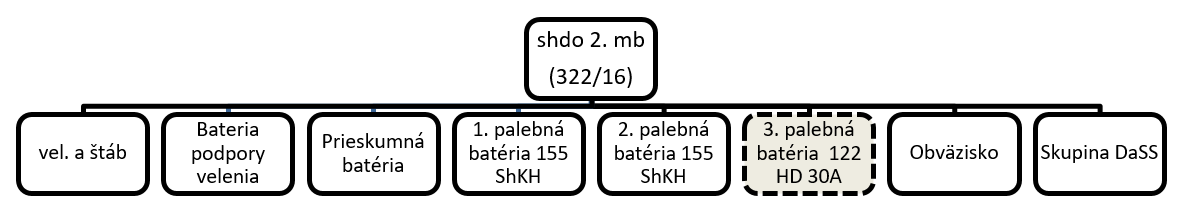 shdo 2. mb
(322/16)
vel. a štáb
Bateria
podpory
velenia
Prieskumná
batéria
1. palebná
batéria 155
ShKH
2. palebná
batéria 155
ShKH
3. palebná
batéria  122
HD 30A
Obväzisko
Skupina DaSS